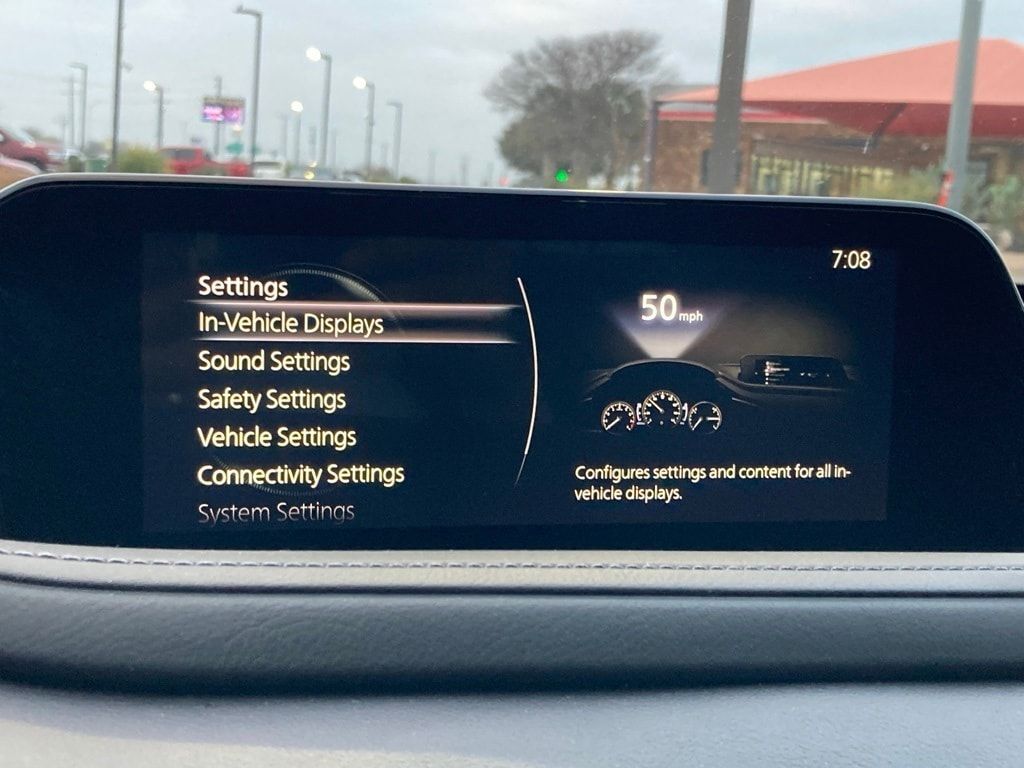 7:08
Settings
In-Vehicle Displays
Sound Settings
Safety Settings
Vehicle Settings
Connectivity Settings
System Settings
50 mph
Configures settings and content for all in-
vehicle displays.